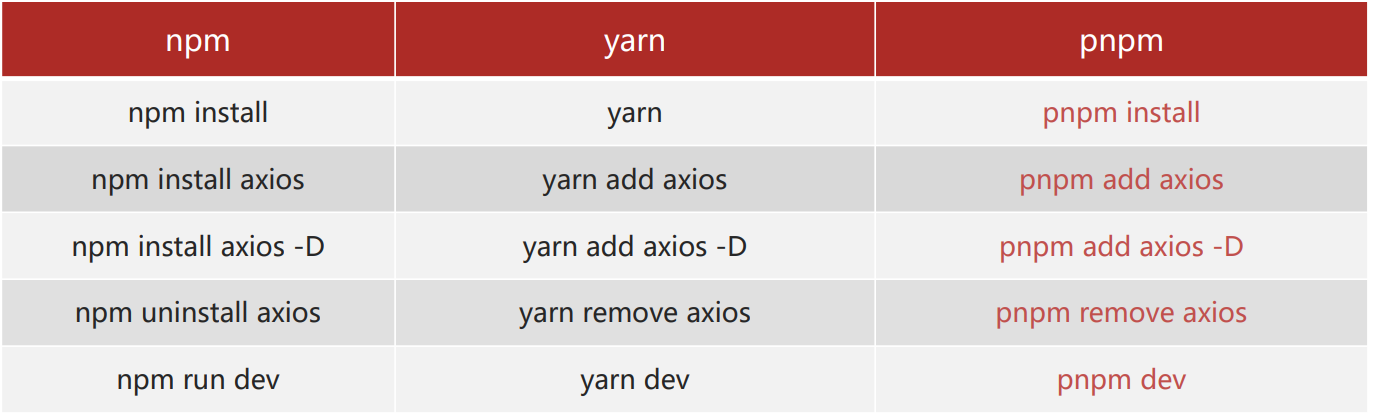 npm yarn pnpm
npm install yarn pnpm install
npm install axios yarn add axios pnpm add axios
npm install axios -D yarn add axios -D pnpm add axios -D
npm uninstall axios yarn remove axios pnpm remove axios
npm run dev yarn dev pnpm dev